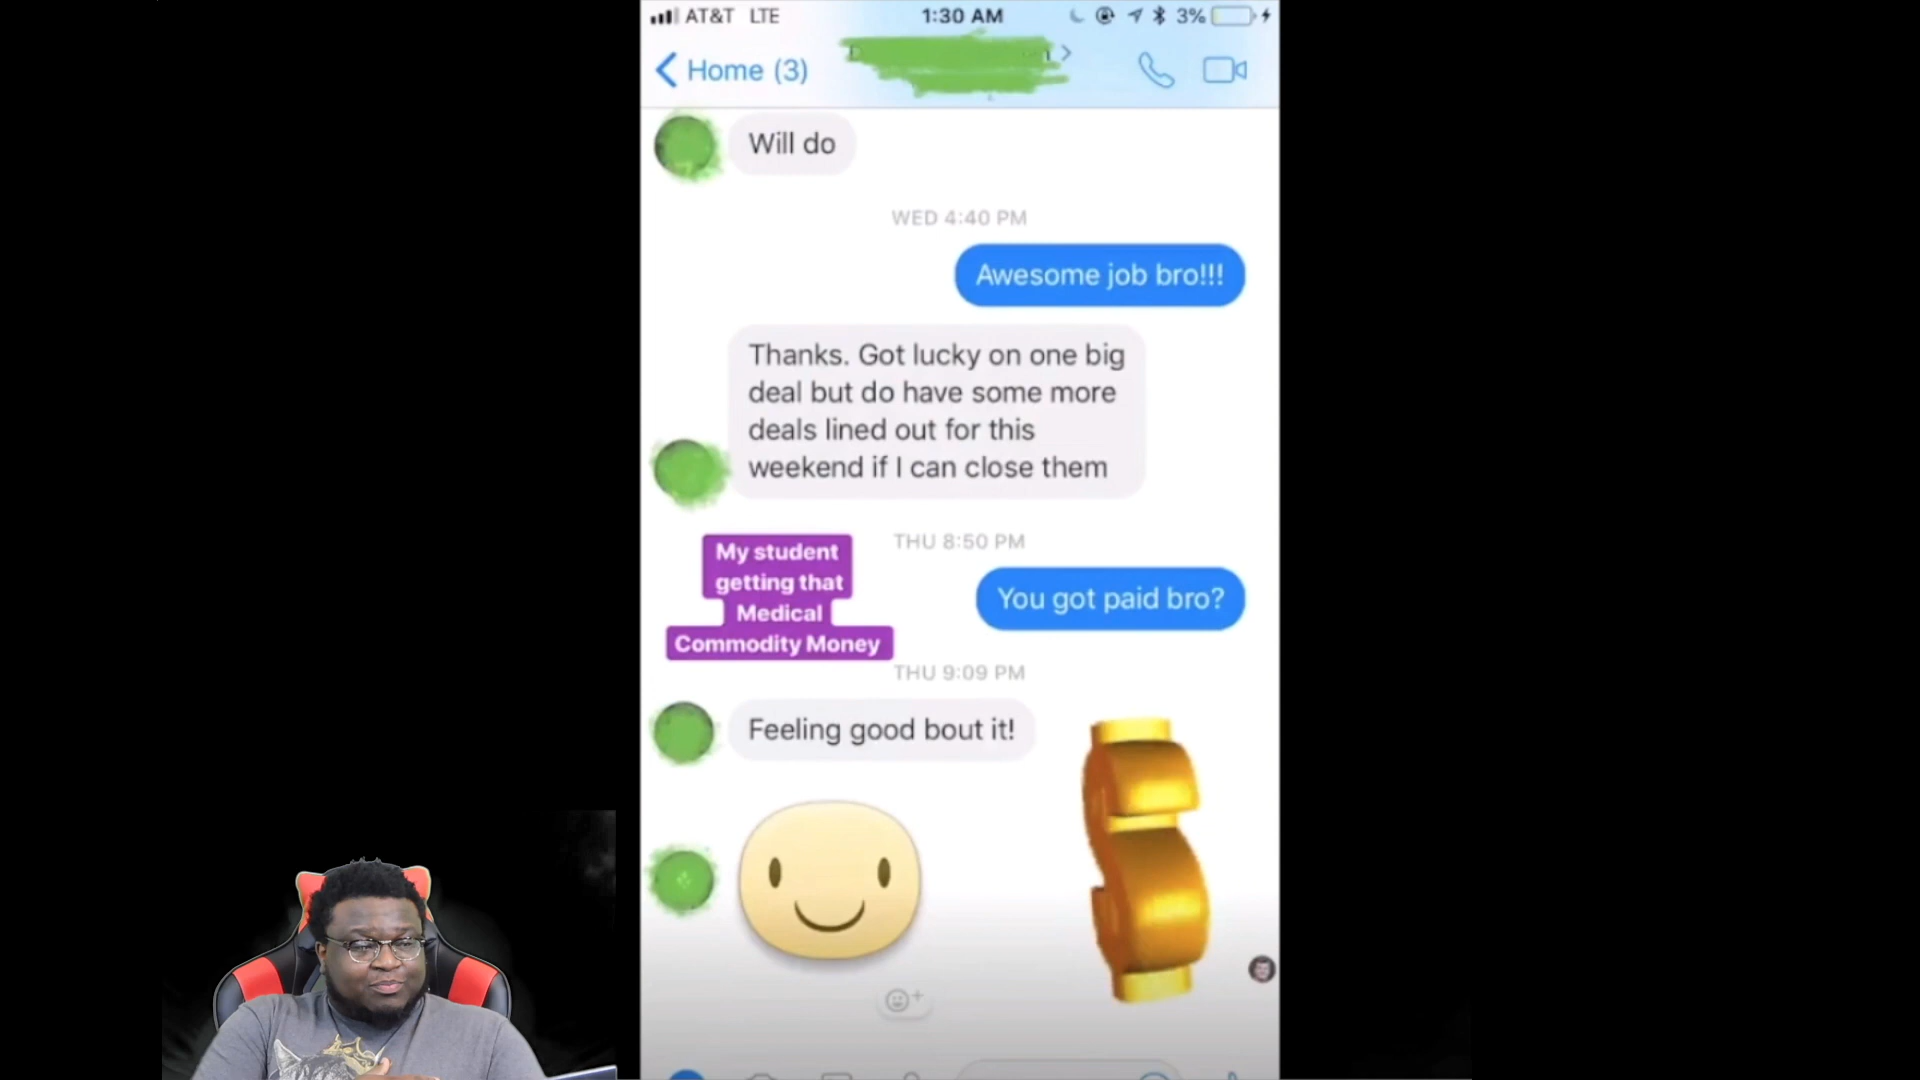 AT&T LTE 1:30 AM 3%
Home (3)
Will do
WED 4:40 PM
Awesome job bro!!!
Thanks. Got lucky on one big
deal but do have some more
deals lined out for this
weekend if I can close them
THU 8:50 PM
My student
getting that
Medical
Commodity Money
You got paid bro?
THU 9:09 PM
Feeling good bout it!